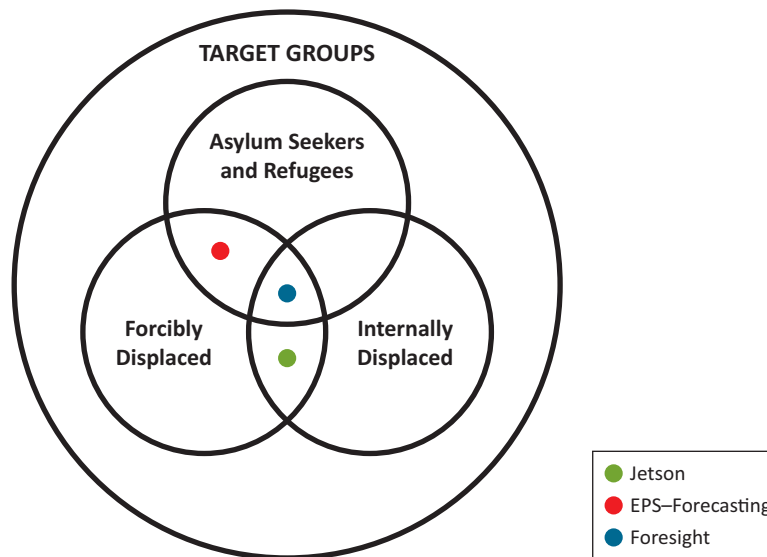 TARGET GROUPS
Asylum Seekers
and Refugees
Forcibly
Displaced
Internally
Displaced
Jetson
EPS–Forecasting
Foresight